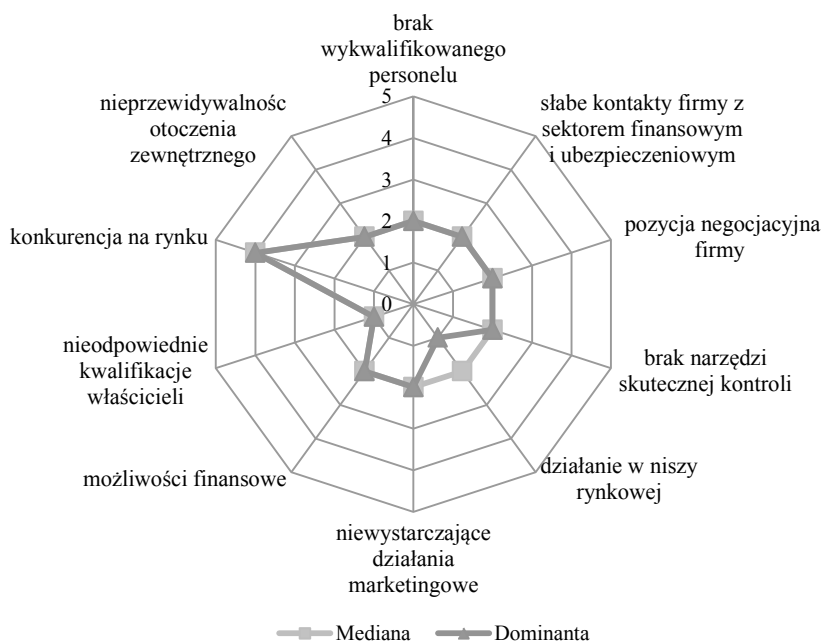 brak
wykwalifikowanego
personelu
słabe kontakty firmy z
sektorem finansowym
i ubezpieczeniowym
pozycja negocjacyjna
firmy
brak narzędzi
skutecznej kontroli
działanie w niszy
rynkowej
niewystarczające
działania
marketingowe
możliwości finansowe
nieodpowiednie
kwalifikacje
właścicieli
konkurencja na rynku
nieprzewidywalnośc
otoczenia
zewnętrznego
5
4
3
2
1
0
Mediana
Dominanta